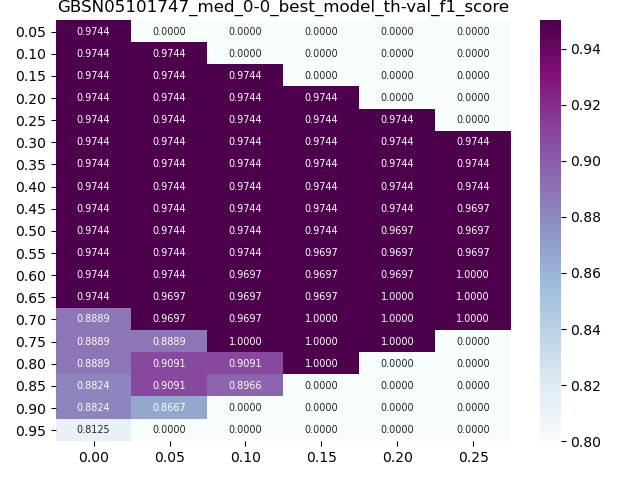 GBSN05101747_med_0-0_best_model_th-val_f1_score
0.05 0.9744 0.0000 0.0000 0.0000 0.0000 0.0000
0.10 0.9744 0.9744 0.0000 0.0000 0.0000 0.0000
0.15 0.9744 0.9744 0.9744 0.0000 0.0000 0.0000
0.20 0.9744 0.9744 0.9744 0.9744 0.0000 0.0000
0.25 0.9744 0.9744 0.9744 0.9744 0.9744 0.0000
0.30 0.9744 0.9744 0.9744 0.9744 0.9744 0.9744
0.35 0.9744 0.9744 0.9744 0.9744 0.9744 0.9744
0.40 0.9744 0.9744 0.9744 0.9744 0.9744 0.9744
0.45 0.9744 0.9744 0.9744 0.9744 0.9744 0.9697
0.50 0.9744 0.9744 0.9744 0.9744 0.9697 0.9697
0.55 0.9744 0.9744 0.9744 0.9697 0.9697 0.9697
0.60 0.9744 0.9744 0.9697 0.9697 0.9697 1.0000
0.65 0.9744 0.9697 0.9697 0.9697 1.0000 1.0000
0.70 0.8889 0.9697 0.9697 1.0000 1.0000 1.0000
0.75 0.8889 0.8889 1.0000 1.0000 1.0000 0.0000
0.80 0.8889 0.9091 0.9091 1.0000 0.0000 0.0000
0.85 0.8824 0.9091 0.8966 0.0000 0.0000 0.0000
0.90 0.8824 0.8667 0.0000 0.0000 0.0000 0.0000
0.95 0.8125 0.0000 0.0000 0.0000 0.0000 0.0000
0.00 0.05 0.10 0.15 0.20 0.25
0.94
0.92
0.90
0.88
0.86
0.84
0.82
0.80